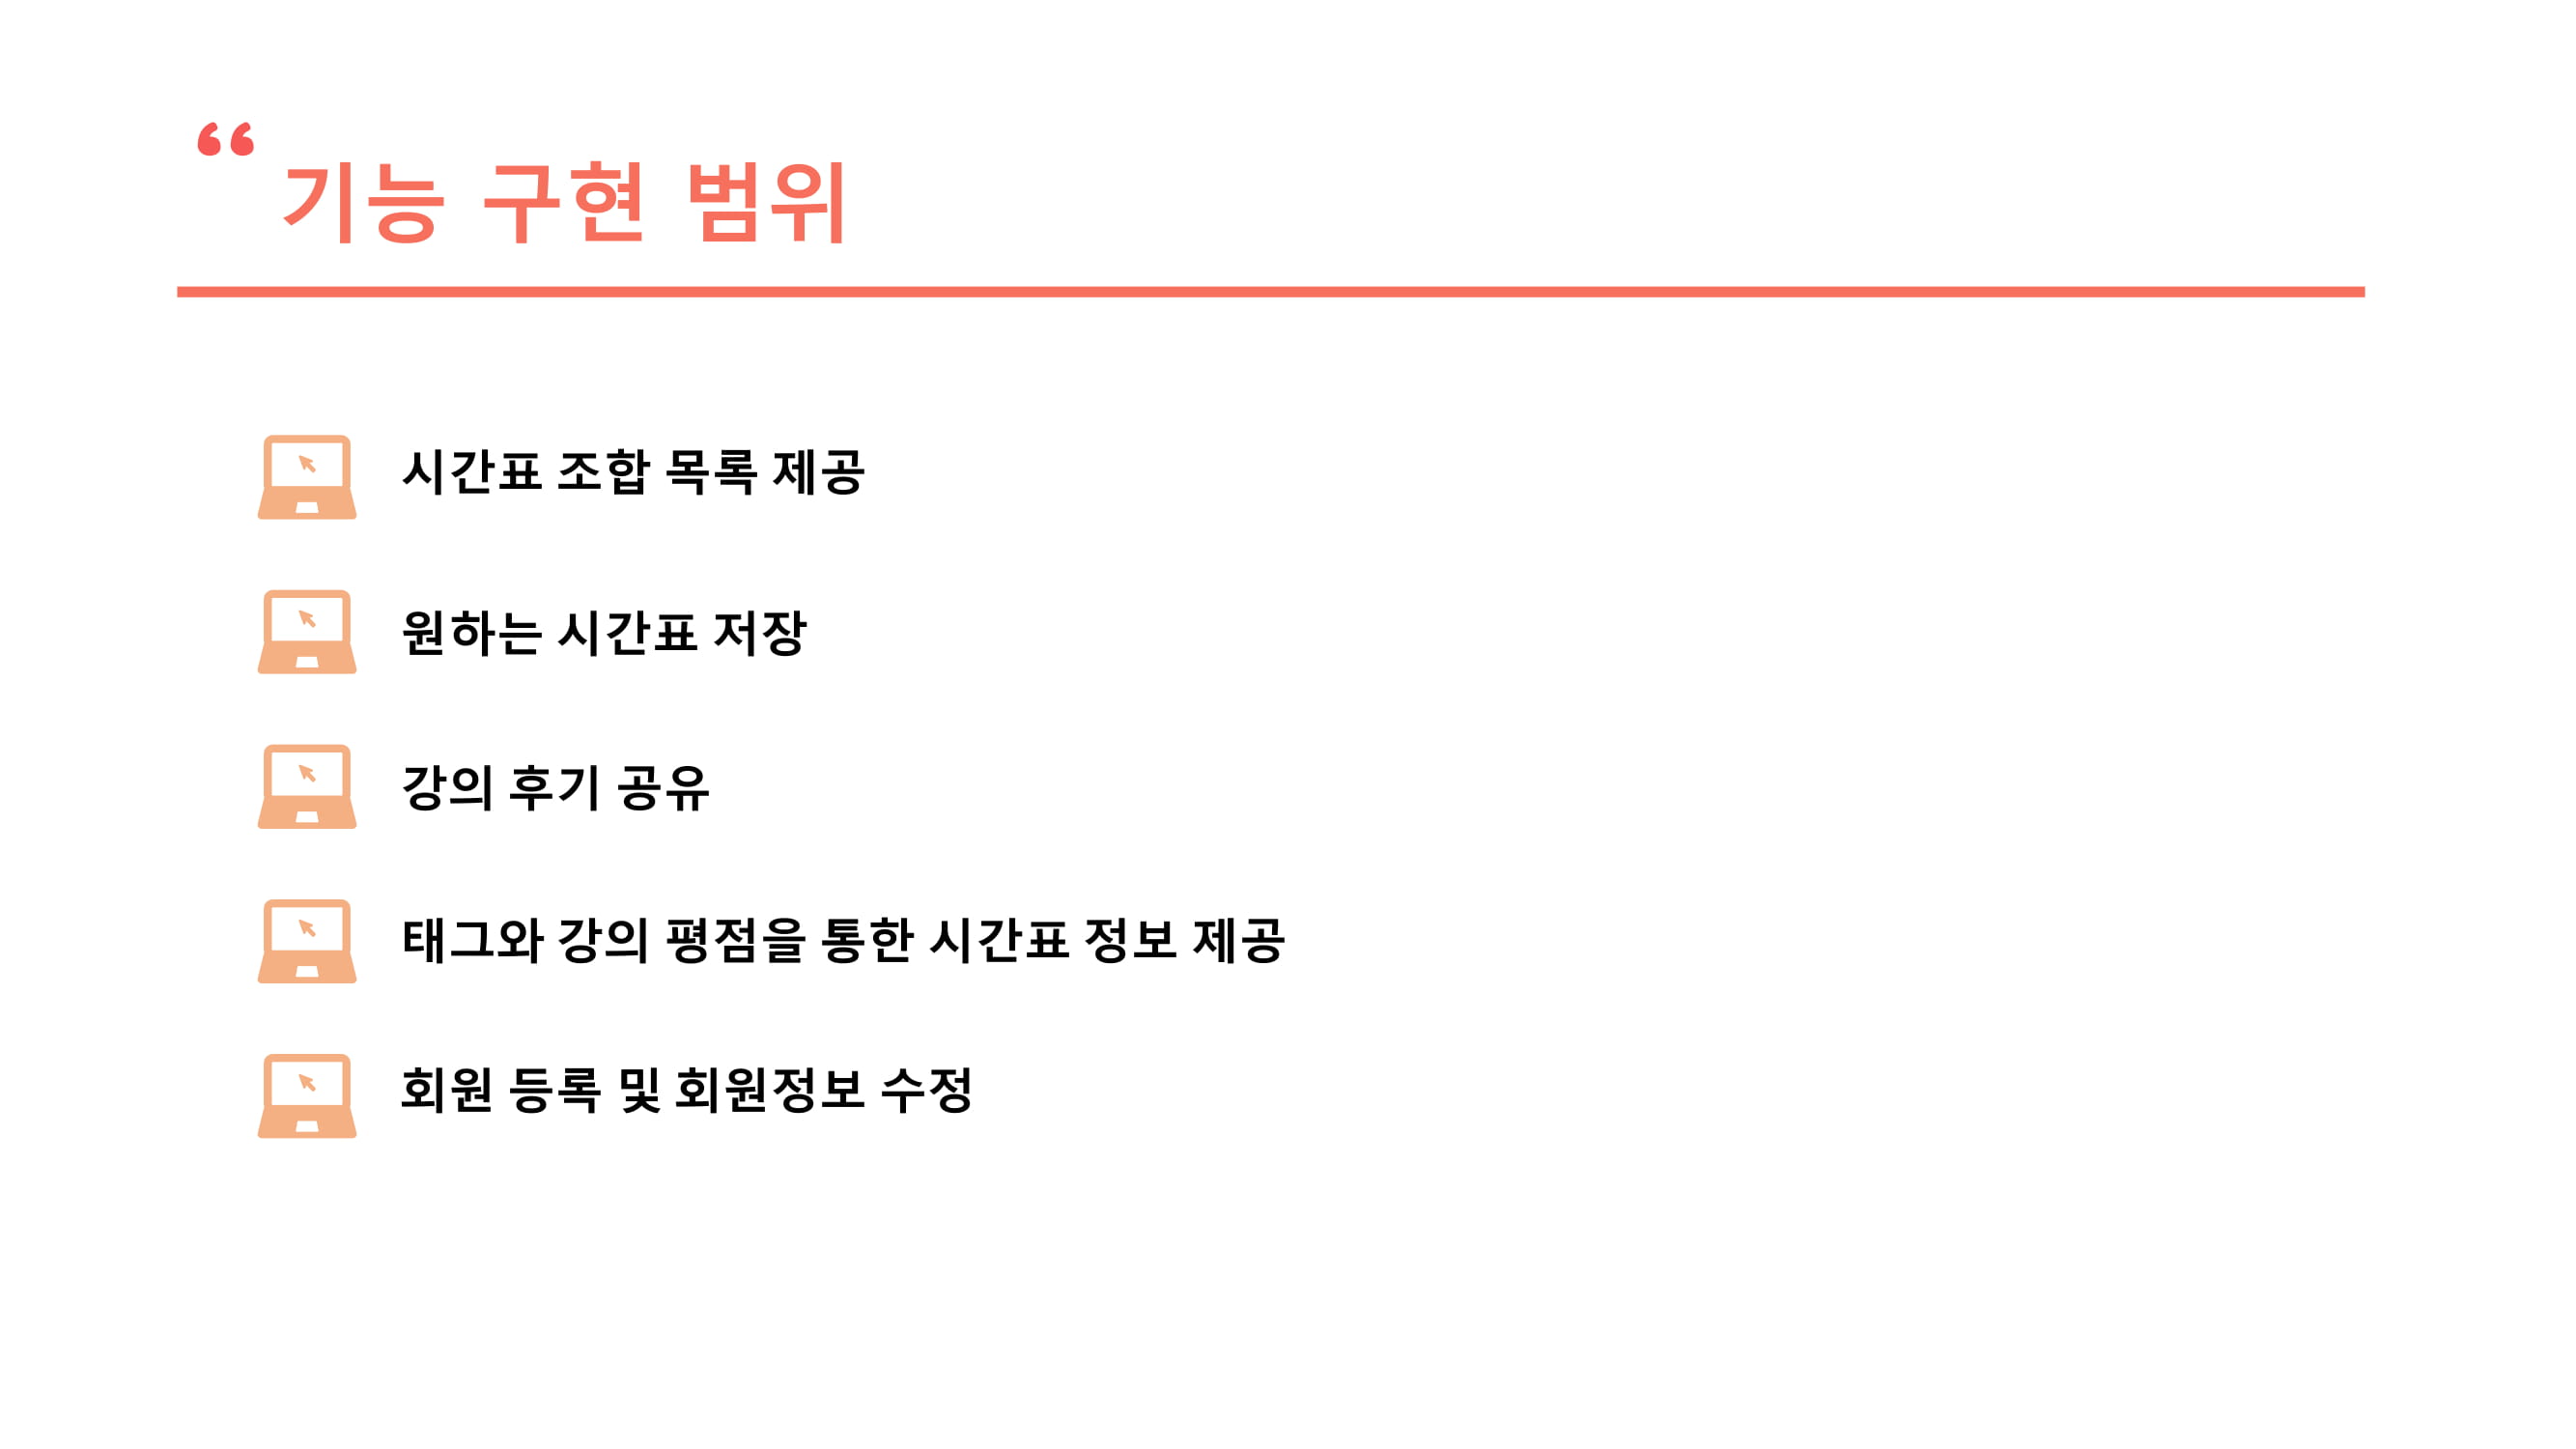 “ 기능 구현 범위
시간표 조합 목록 제공
원하는 시간표 저장
강의 후기 공유
태그와 강의 평점을 통한 시간표 정보 제공
회원 등록 및 회원정보 수정